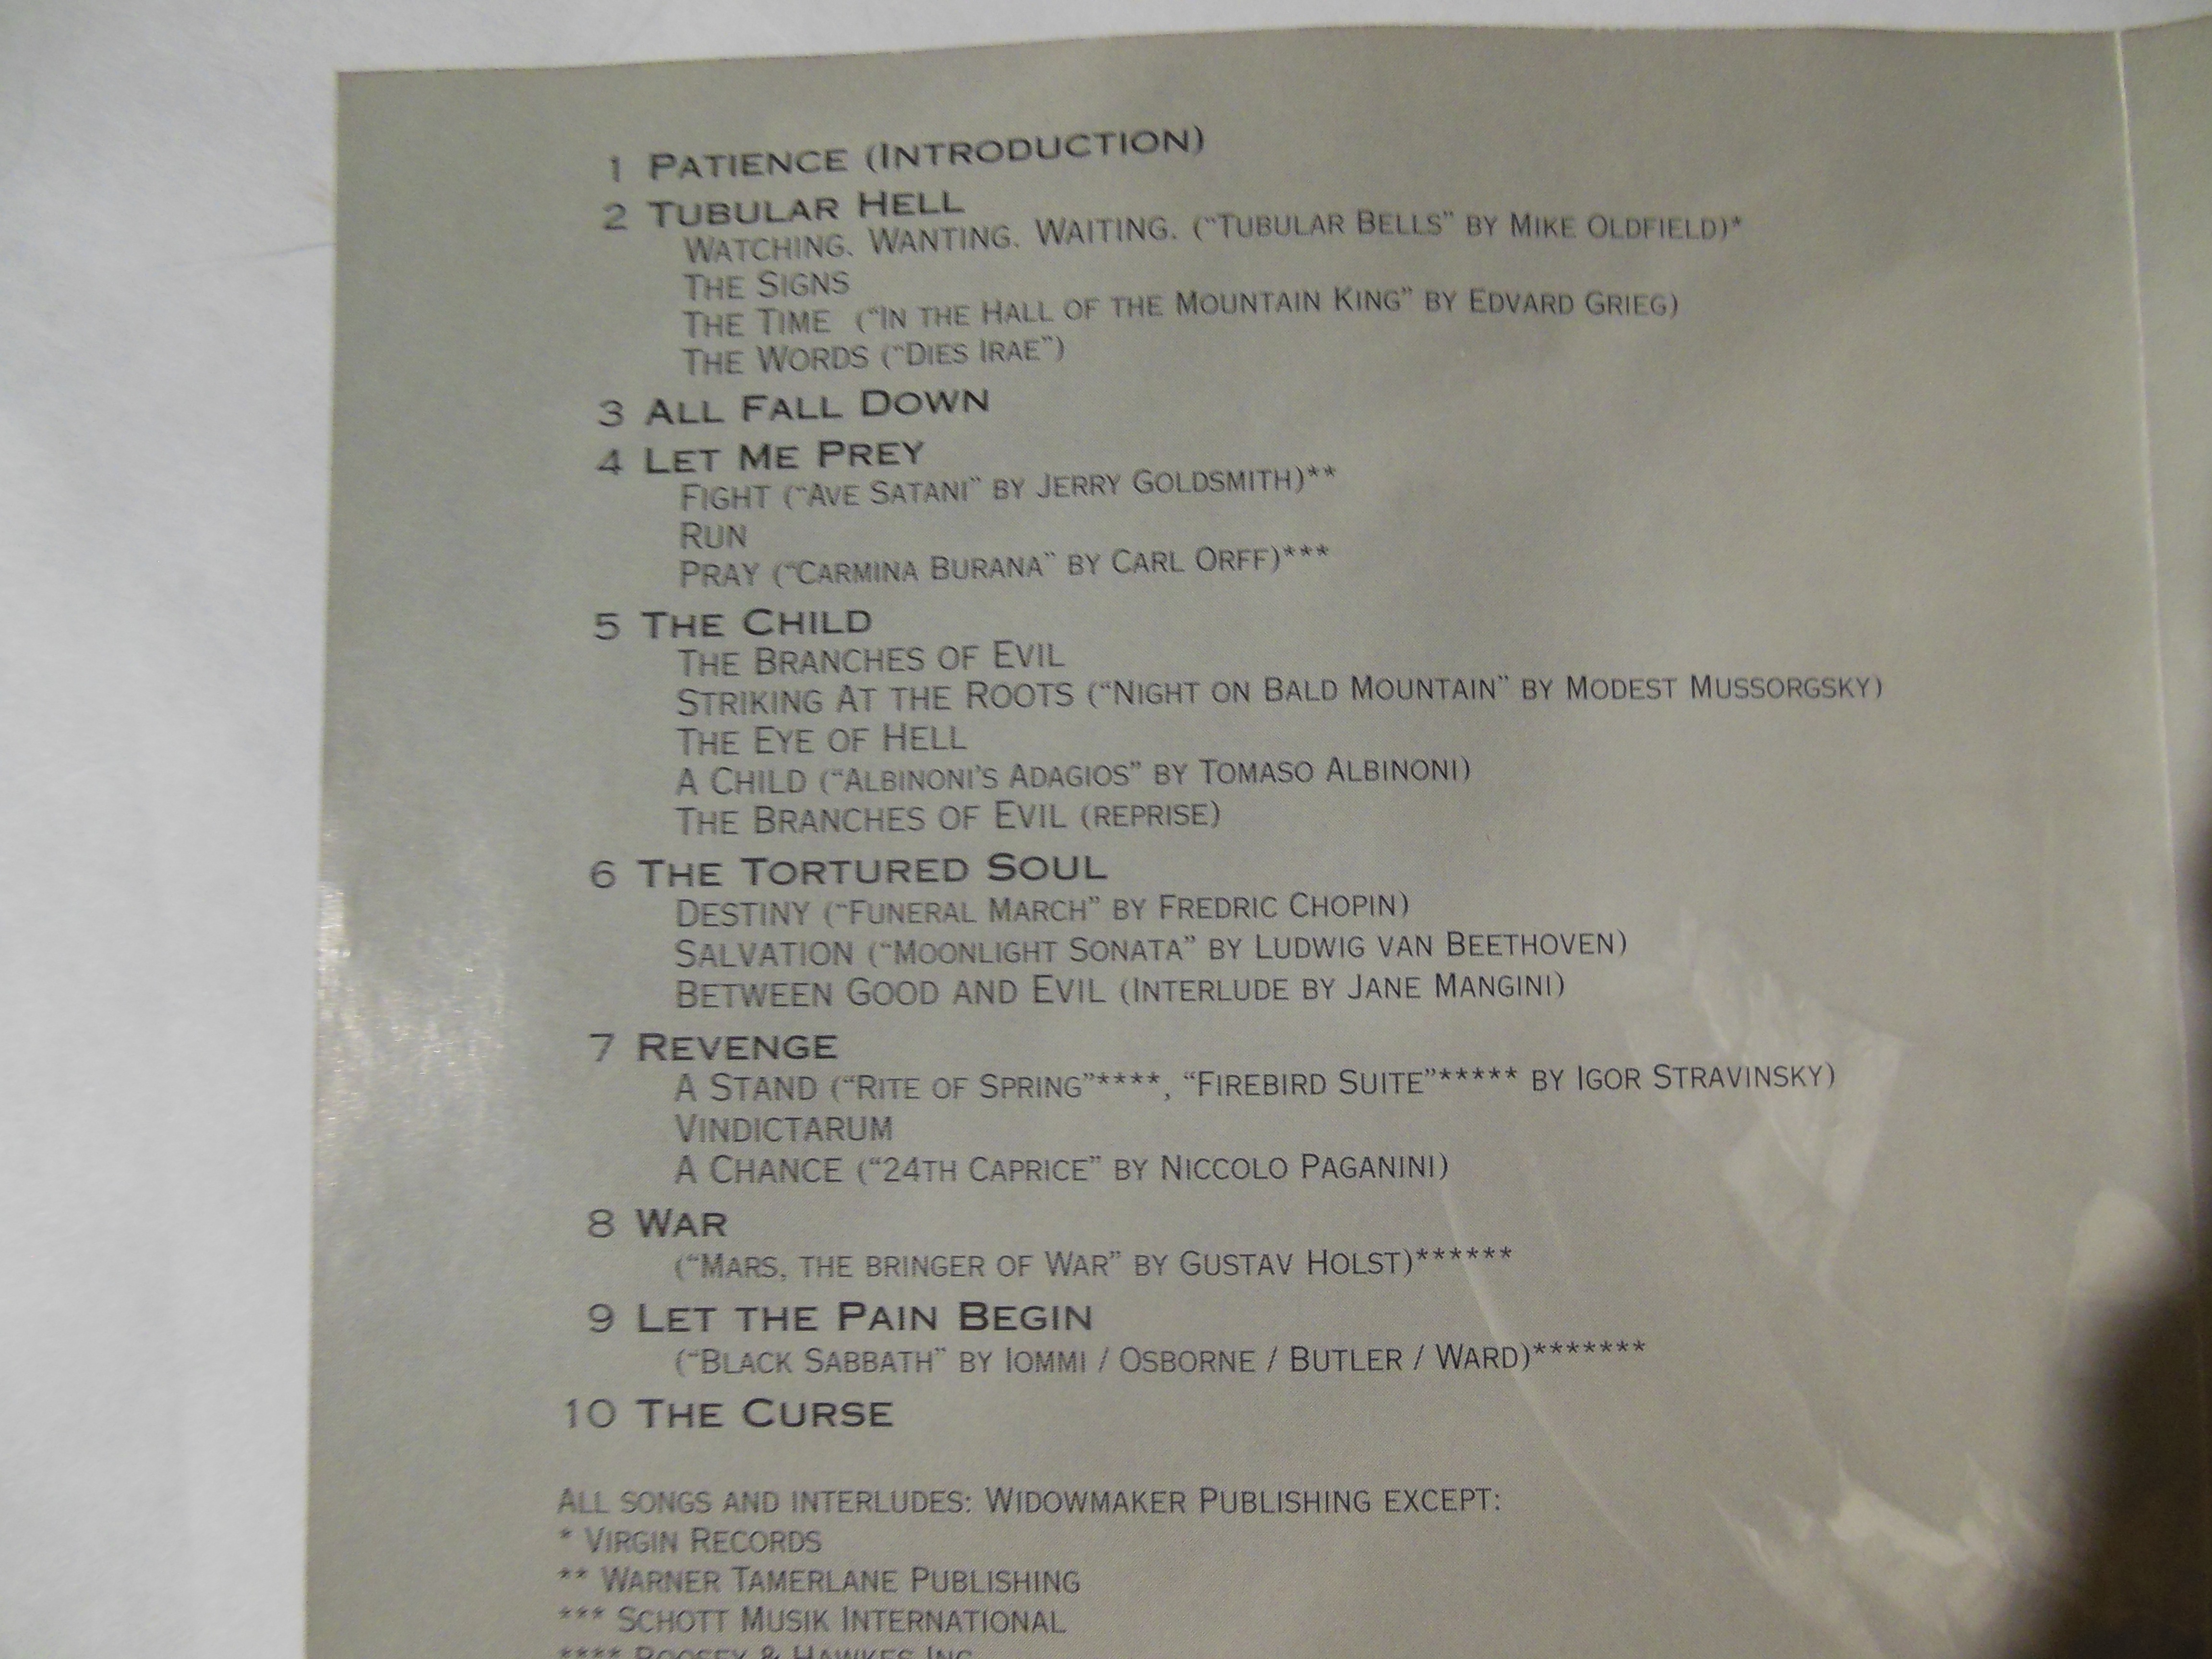 1 PATIENCE (INTRODUCTION)
2 TUBULAR HELL
WATCHING. WANTING. WAITING. (“TUBULAR BELLS” BY MIKE OLDFIELD)*
THE SIGNS
THE TIME (“IN THE HALL OF THE MOUNTAIN KING” BY EDVARD GRIEG)
THE WORDS (“DIES IRAE”)
3 ALL FALL DOWN
4 LET ME PREY
FIGHT (“AVE SATANI” BY JERRY GOLDSMITH)**
RUN
PRAY (“CARMINA BURANA” BY CARL ORFF)***
5 THE CHILD
THE BRANCHES OF EVIL
STRIKING AT THE ROOTS (“NIGHT ON BALD MOUNTAIN” BY MODEST MUSSORGSKY)
THE EYE OF HELL
A CHILD (“ALBINONI’S ADAGIOS” BY TOMASO ALBINONI)
THE BRANCHES OF EVIL (REPRISE)
6 THE TORTURED SOUL
DESTINY (“FUNERAL MARCH” BY FREDRIC CHOPIN)
SALVATION (“MOONLIGHT SONATA” BY LUDWIG VAN BEETHOVEN)
BETWEEN GOOD AND EVIL (INTERLUDE BY JANE MANGINI)
7 REVENGE
A STAND (“RITE OF SPRING”****, “FIREBIRD SUITE”***** BY IGOR STRAVINSKY)
VINDICTARUM
A CHANCE (“24TH CAPRICE” BY NICCOLO PAGANINI)
8 WAR
(“MARS, THE BRINGER OF WAR” BY GUSTAV HOLST)******
9 LET THE PAIN BEGIN
(“BLACK SABBATH” BY IOMMI / OSBORNE / BUTLER / WARD)*******
10 THE CURSE
ALL SONGS AND INTERLUDES: WIDOWMAKER PUBLISHING EXCEPT:
* VIRGIN RECORDS
** WARNER TAMERLANE PUBLISHING
*** SCHOTT MUSIK INTERNATIONAL
**** BOOSEY & HAWKES INC